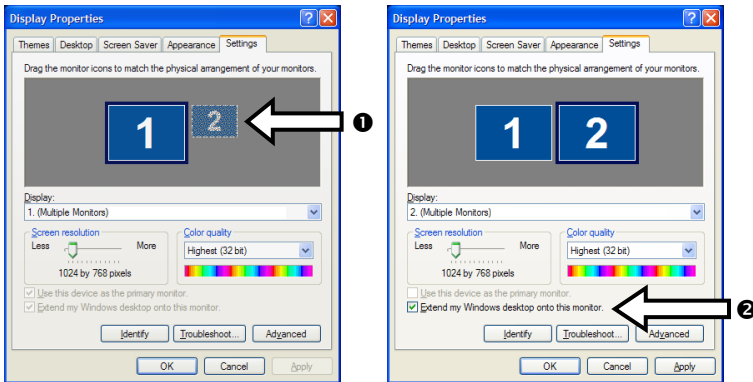 Display Properties
Themes Desktop Screen Saver Appearance Settings
Drag the monitor icons to match the physical arrangement of your monitors.
1 2
❶
Display:
1. (Multiple Monitors)
Screen resolution
Less More
1024 by 768 pixels
Color quality
Highest (32 bit)
Use this device as the primary monitor.
Extend my Windows desktop onto this monitor.
Identify Troubleshoot... Advanced
OK Cancel Apply
Display Properties
Themes Desktop Screen Saver Appearance Settings
Drag the monitor icons to match the physical arrangement of your monitors.
1 2
Display:
2. (Multiple Monitors)
Screen resolution
Less More
1024 by 768 pixels
Color quality
Highest (32 bit)
Use this device as the primary monitor.
Extend my Windows desktop onto this monitor.
❷
Identify Troubleshoot... Advanced
OK Cancel Apply